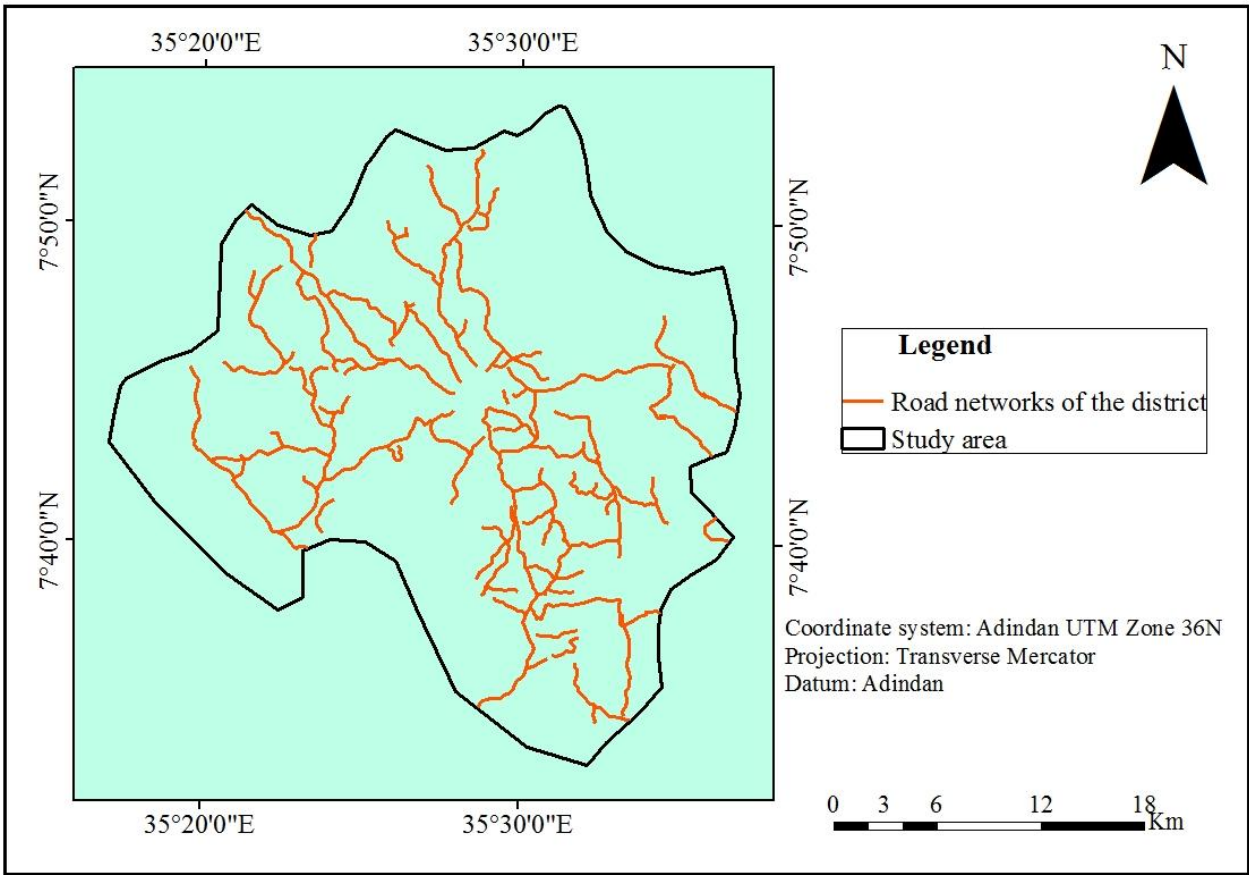 35°20'0"E 35°30'0"E
N
7°50'0"N
7°50'0"N
Legend
Road networks of the district
Study area
7°40'0"N
7°40'0"N
Coordinate system: Adindan UTM Zone 36N
Projection: Transverse Mercator
Datum: Adindan
0 3 6 12 18
Km
35°20'0"E 35°30'0"E